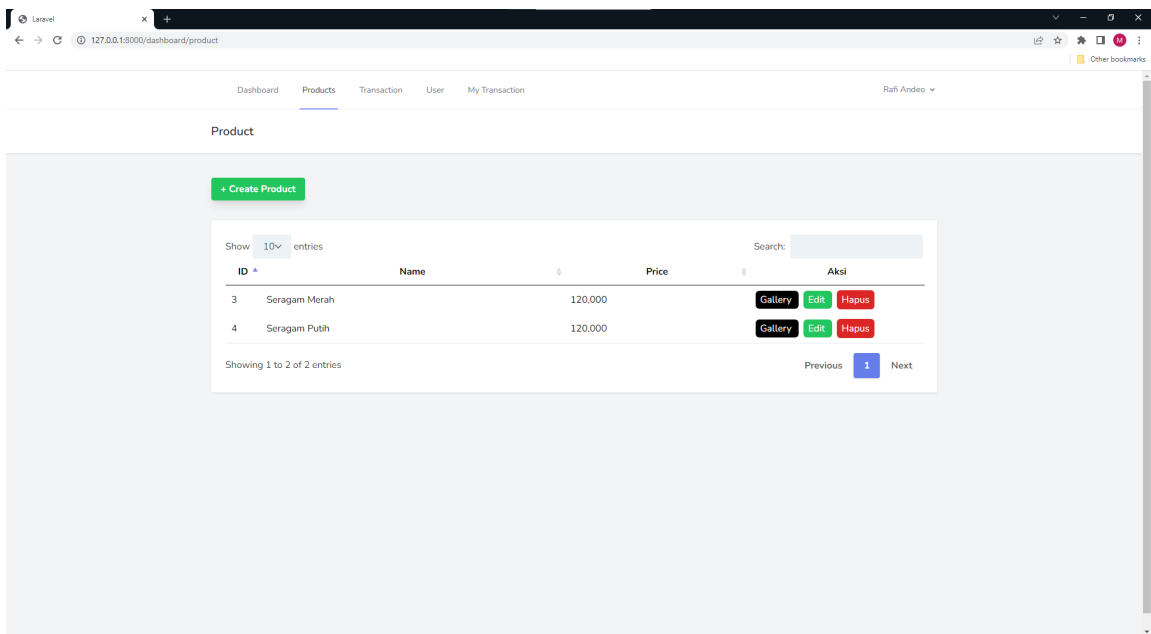 Laravel
127.0.0.1:8000/dashboard/product
M
Other bookmarks
Dashboard Products Transaction User My Transaction Rafi Andeo
Product
+ Create Product
Show 10 entries Search:
ID Name Price Aksi
3 Seragam Merah 120,000 Gallery Edit Hapus
4 Seragam Putih 120,000 Gallery Edit Hapus
Showing 1 to 2 of 2 entries Previous 1 Next